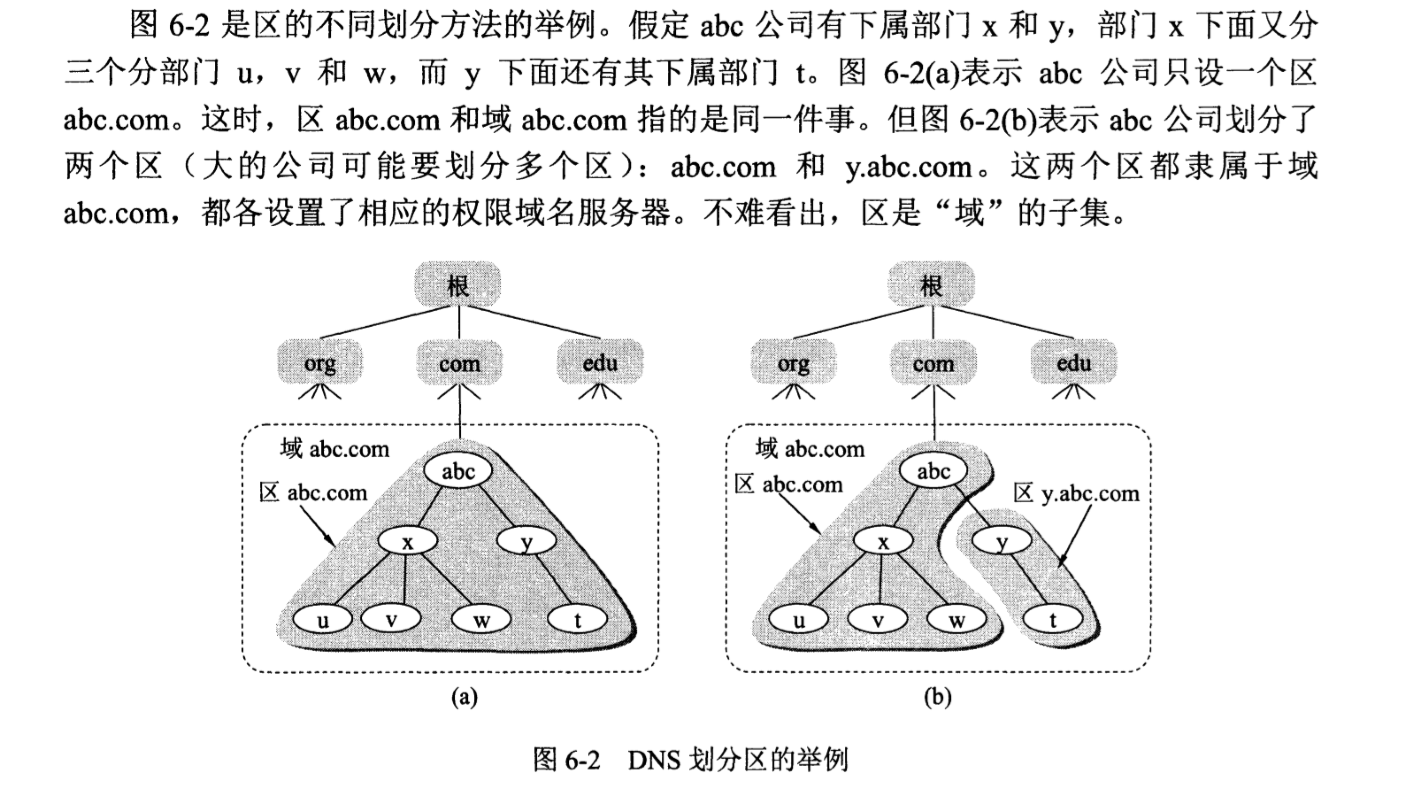 图 6-2 是区的不同划分方法的举例。假定 abc 公司有下属部门 x 和 y，部门 x 下面又分
三个分部门 u，v 和 w，而 y 下面还有其下属部门 t。图 6-2(a)表示 abc 公司只设一个区
abc.com。这时，区 abc.com 和域 abc.com 指的是同一件事。但图 6-2(b)表示 abc 公司划分了
两个区（大的公司可能要划分多个区）：abc.com 和 y.abc.com。这两个区都隶属于域
abc.com，都各设置了相应的权限域名服务器。不难看出，区是“域”的子集。
根
org com edu
域 abc.com
abc
区 abc.com
x y
u v w t
(a)
根
org com edu
域 abc.com
abc
区 abc.com
区 y.abc.com
x y
u v w t
(b)
图 6-2 DNS 划分区的举例